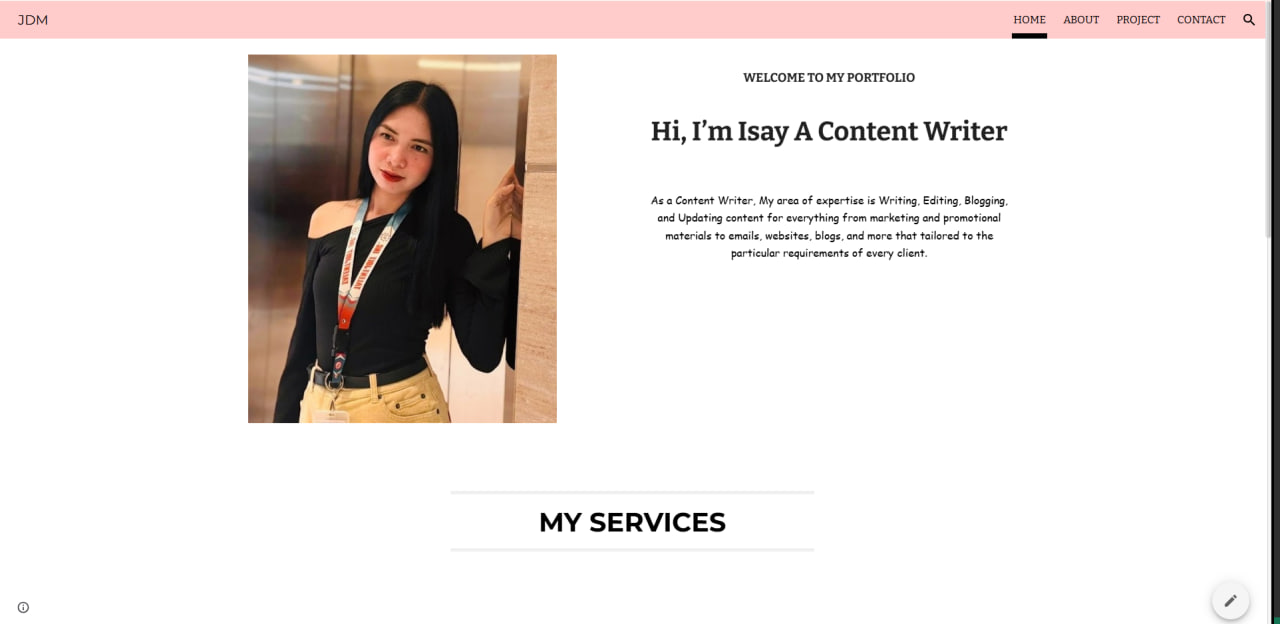 JDM
HOME ABOUT PROJECT CONTACT
WELCOME TO MY PORTFOLIO
Hi, I’m Isay A Content Writer
As a Content Writer, My area of expertise is Writing, Editing, Blogging,
and Updating content for everything from marketing and promotional
materials to emails, websites, blogs, and more that tailored to the
particular requirements of every client.
MY SERVICES